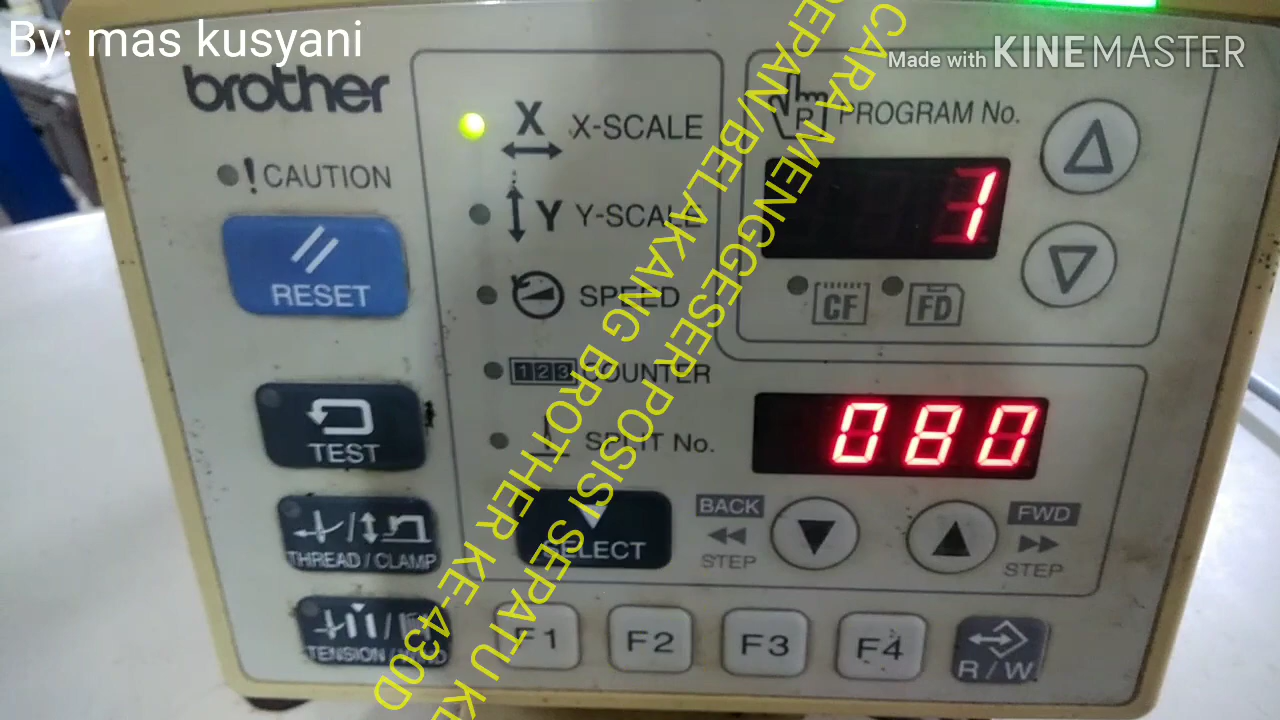 By: mas kusyani
Made with KINEMASTER
brother
! CAUTION
RESET
TEST
THREAD / CLAMP
TENSION /
X X-SCALE
Y Y-SCALE
SPEED
123 COUNTER
SPLIT No.
SELECT
2 P PROGRAM No.
1
CF FD
080
BACK
STEP
FWD
STEP
F1 F2 F3 F4 R/W
CARA MENGGESER POSISI SEPATU KE
DEPAN/BELAKANG BROTHER KE-430D